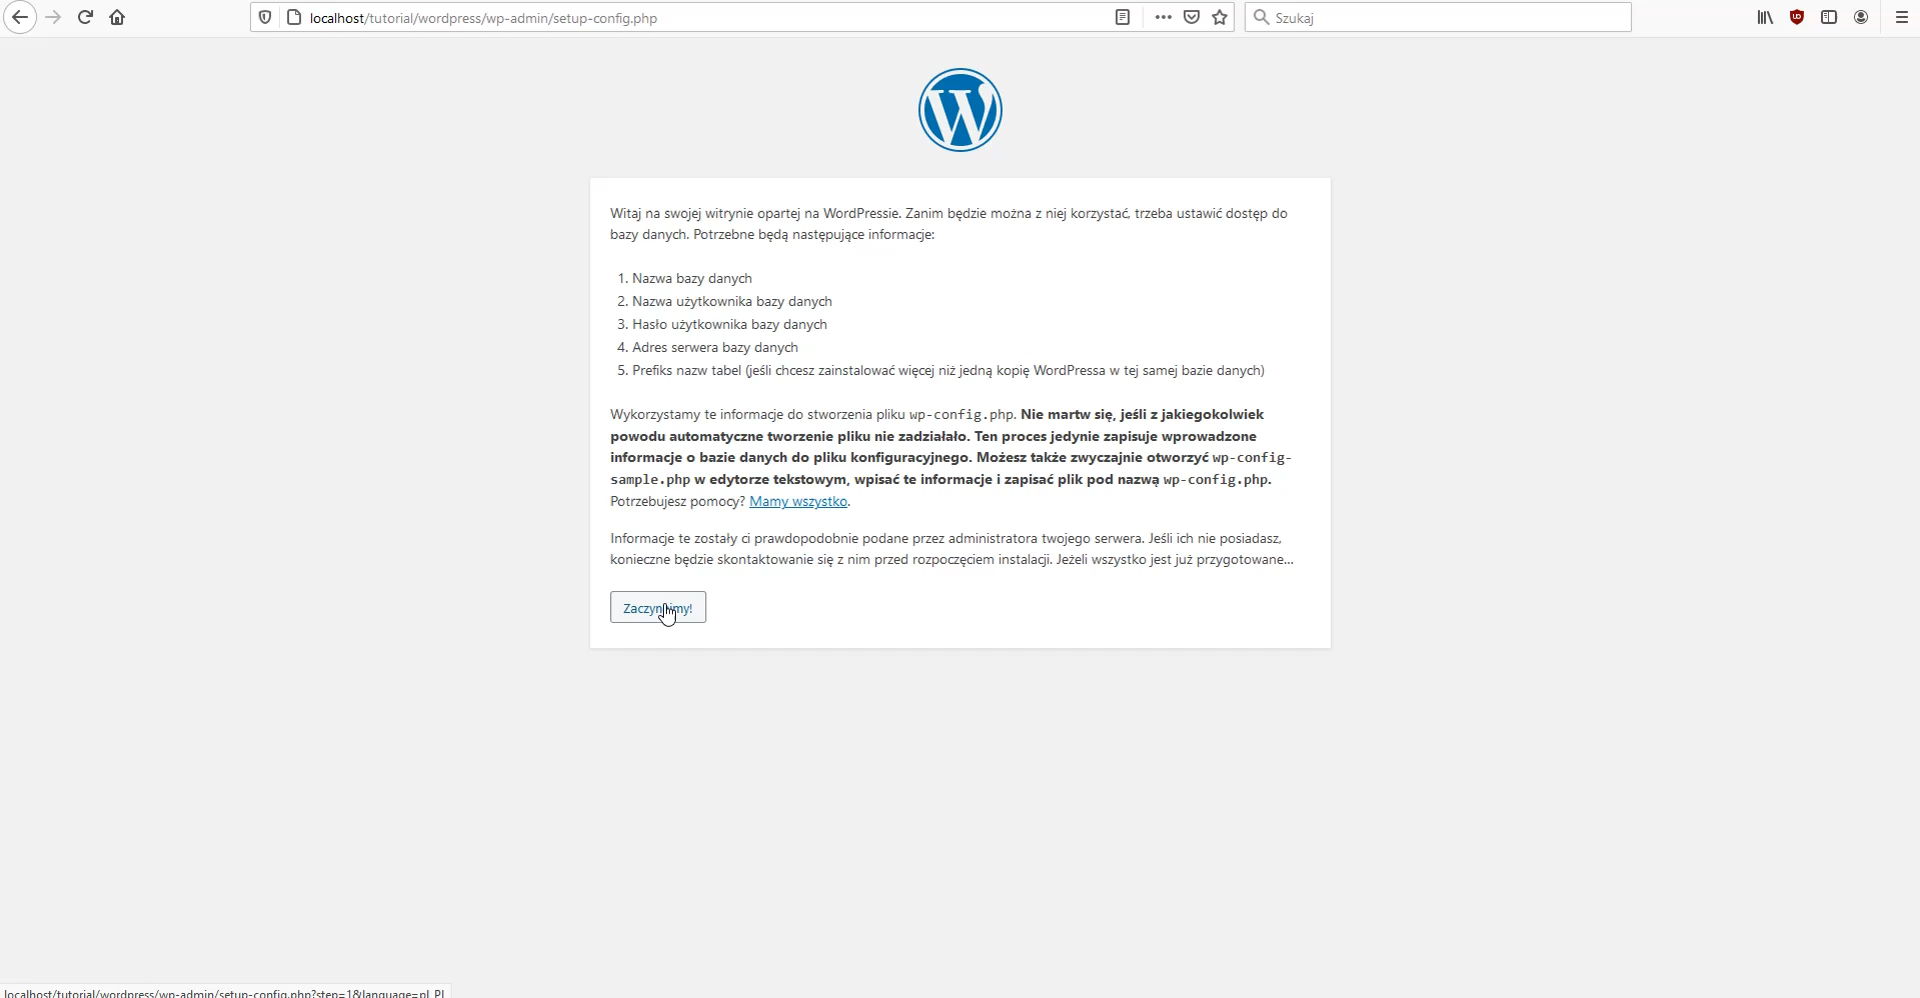 localhost/tutorial/wordpress/wp-admin/setup-config.php
Szukaj
Witaj na swojej witrynie opartej na WordPressie. Zanim będzie można z niej korzystać, trzeba ustawić dostęp do
bazy danych. Potrzebne będą następujące informacje:
1. Nazwa bazy danych
2. Nazwa użytkownika bazy danych
3. Hasło użytkownika bazy danych
4. Adres serwera bazy danych
5. Prefiks nazw tabel (jeśli chcesz zainstalować więcej niż jedną kopię WordPressa w tej samej bazie danych)
Wykorzystamy te informacje do stworzenia pliku wp-config.php. Nie martw się, jeśli z jakiegokolwiek
powodu automatyczne tworzenie pliku nie zadziałało. Ten proces jedynie zapisuje wprowadzone
informacje o bazie danych do pliku konfiguracyjnego. Możesz także zwyczajnie otworzyć wp-config-
sample.php w edytorze tekstowym, wpisać te informacje i zapisać plik pod nazwą wp-config.php.
Potrzebujesz pomocy? Mamy wszystko.
Informacje te zostały ci prawdopodobnie podane przez administratora twojego serwera. Jeśli ich nie posiadasz,
konieczne będzie skontaktowanie się z nim przed rozpoczęciem instalacji. Jeżeli wszystko jest już przygotowane...
Zaczynajmy!
localhost/tutorial/wordpress/wp-admin/setup-config.php?step=1&language=pl_PL